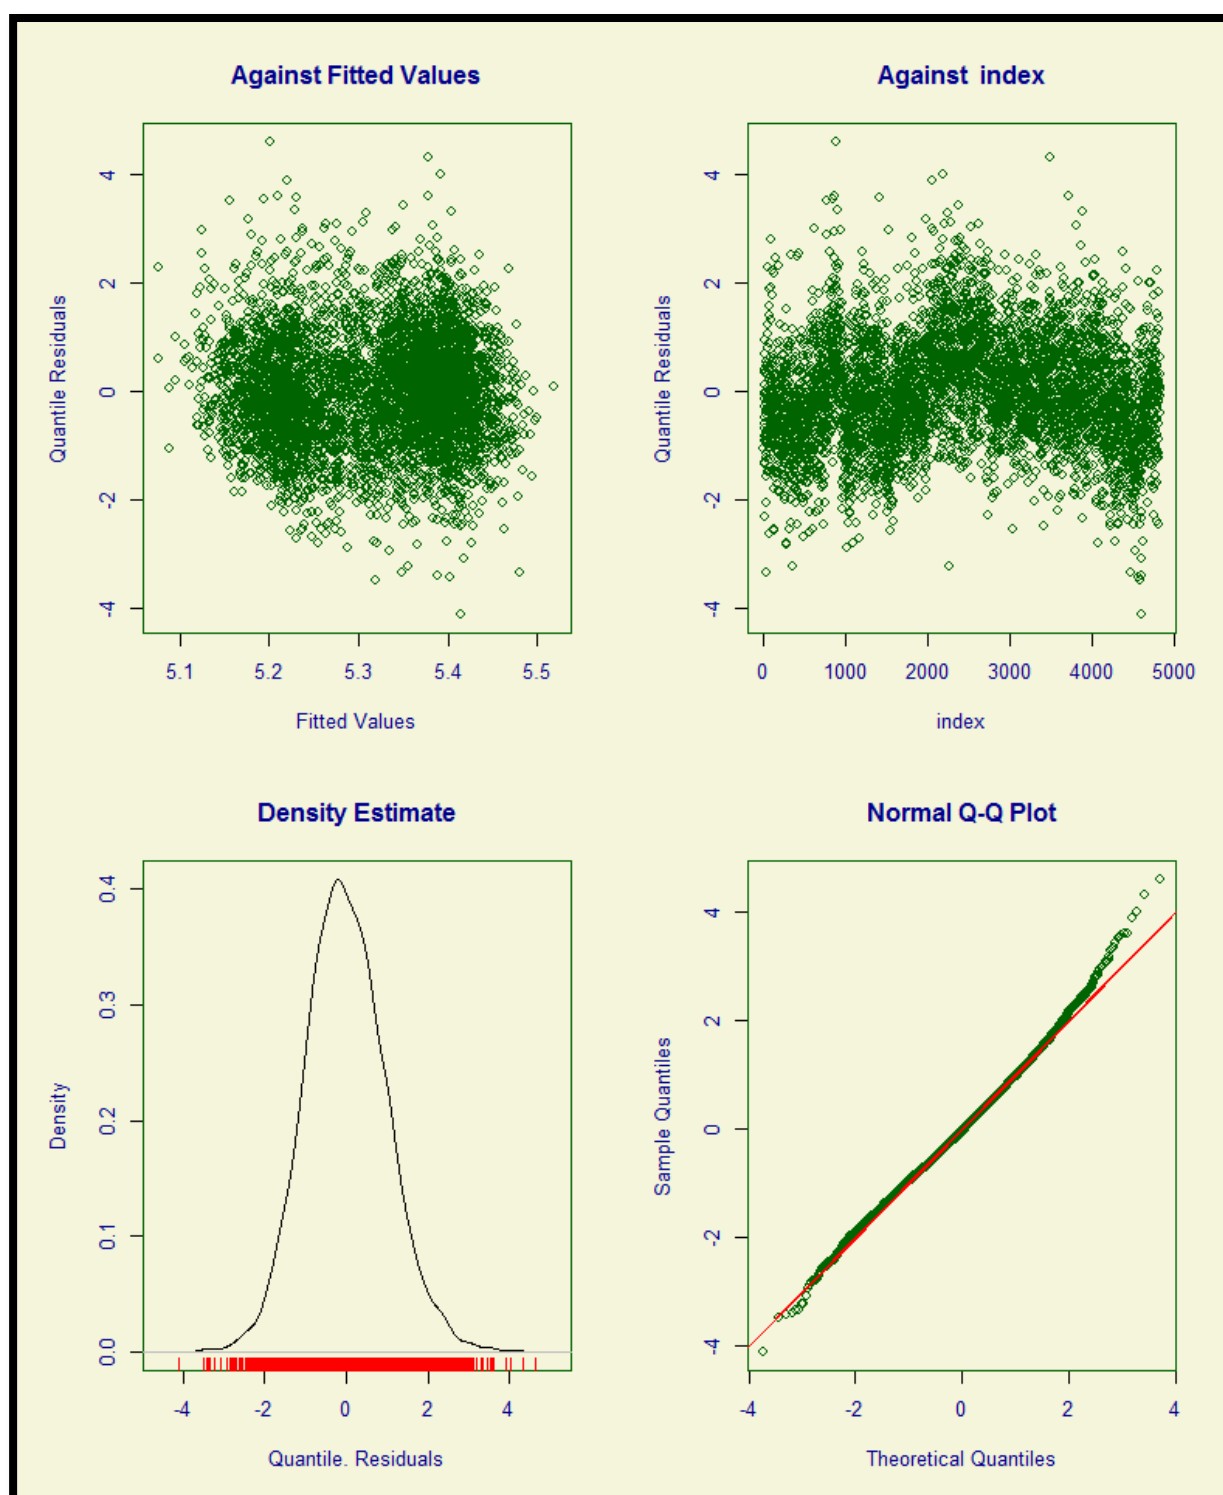 Against Fitted Values
Quantile Residuals
4
2
0
-2
-4
5.1 5.2 5.3 5.4 5.5
Fitted Values
Against index
Quantile Residuals
4
2
0
-2
-4
0 1000 2000 3000 4000 5000
index
Density Estimate
Density
0.4
0.3
0.2
0.1
0.0
-4 -2 0 2 4
Quantile. Residuals
Normal Q-Q Plot
Sample Quantiles
4
2
0
-2
-4
-4 -2 0 2 4
Theoretical Quantiles